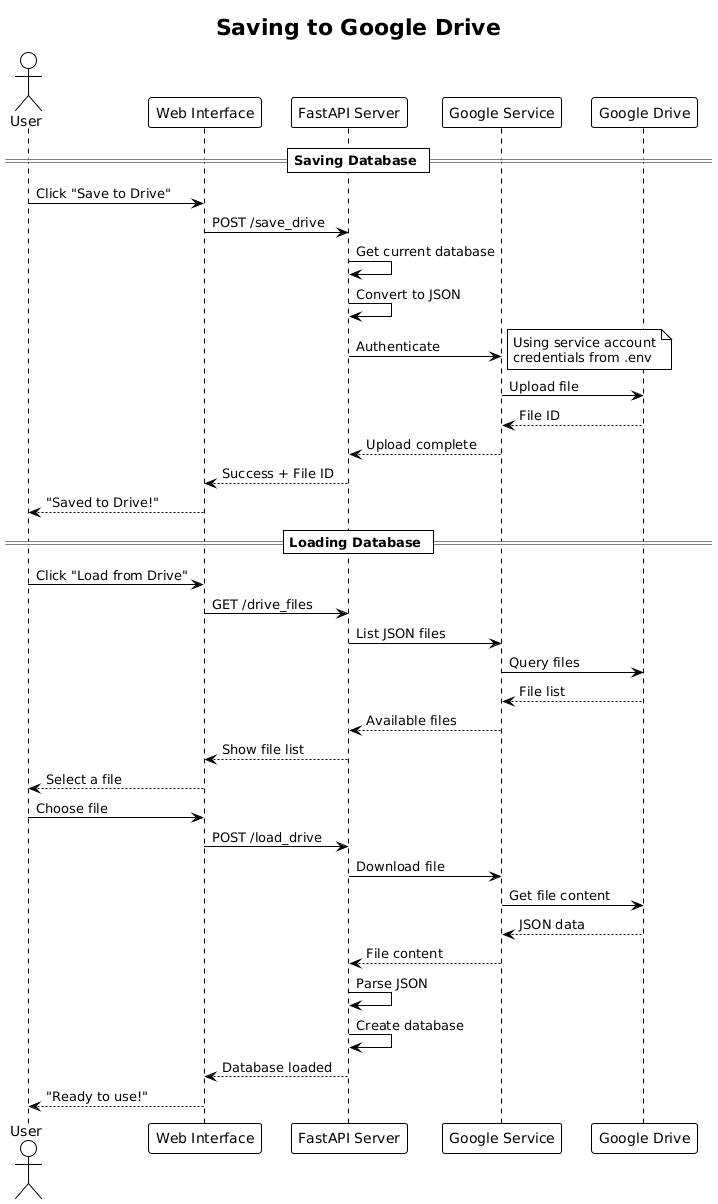 Saving to Google Drive
User
Web Interface
FastAPI Server
Google Service
Google Drive
Saving Database
Click "Save to Drive"
POST /save_drive
Get current database
Convert to JSON
Authenticate
Using service account
credentials from .env
Upload file
File ID
Upload complete
Success + File ID
"Saved to Drive!"
Loading Database
Click "Load from Drive"
GET /drive_files
List JSON files
Query files
File list
Available files
Show file list
Select a file
Choose file
POST /load_drive
Download file
Get file content
JSON data
File content
Parse JSON
Create database
Database loaded
"Ready to use!"
User
Web Interface
FastAPI Server
Google Service
Google Drive